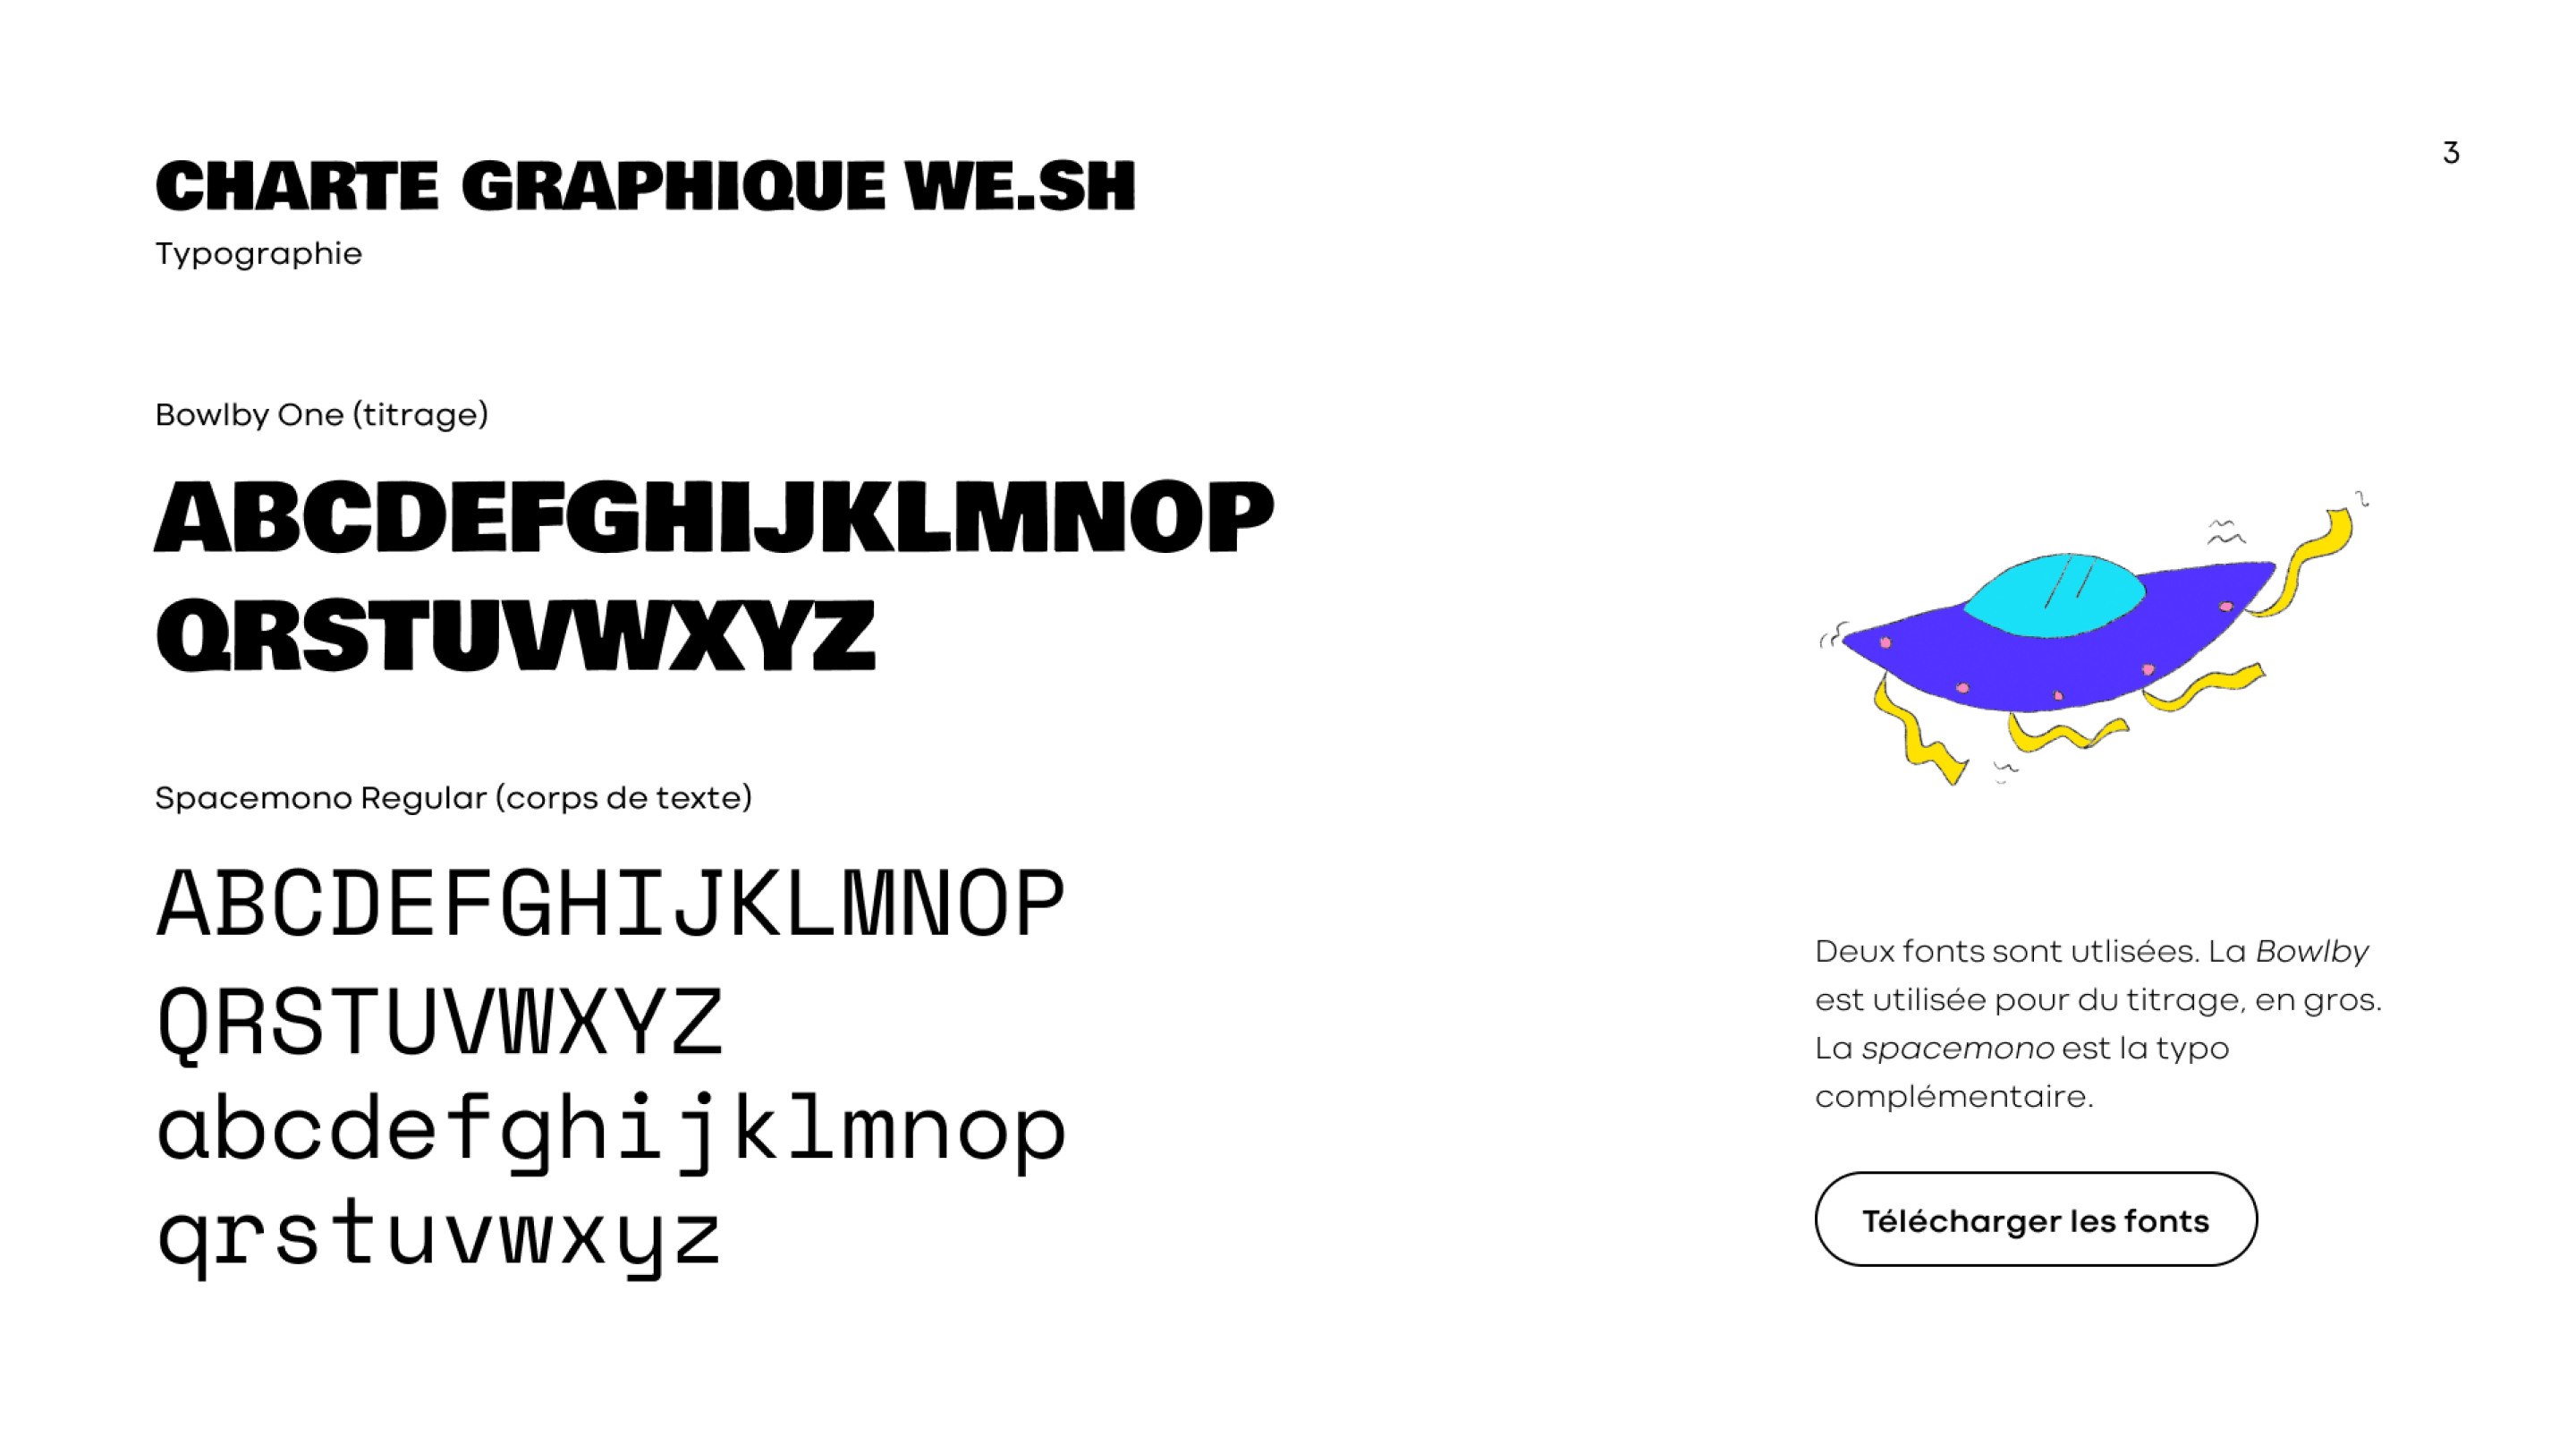 CHARTE GRAPHIQUE WE.SH
3
Typographie
Bowlby One (titrage)
ABCDEFGHIJKLMNOP
QRSTUVWXYZ
Spacemono Regular (corps de texte)
ABCDEFGHIJKLMNOP
QRSTUVWXYZ
abcdefghijklmnop
qrstuvwxyz
Deux fonts sont utlisées. La Bowlby
est utilisée pour du titrage, en gros.
La spacemono est la typo
complémentaire.
Télécharger les fonts